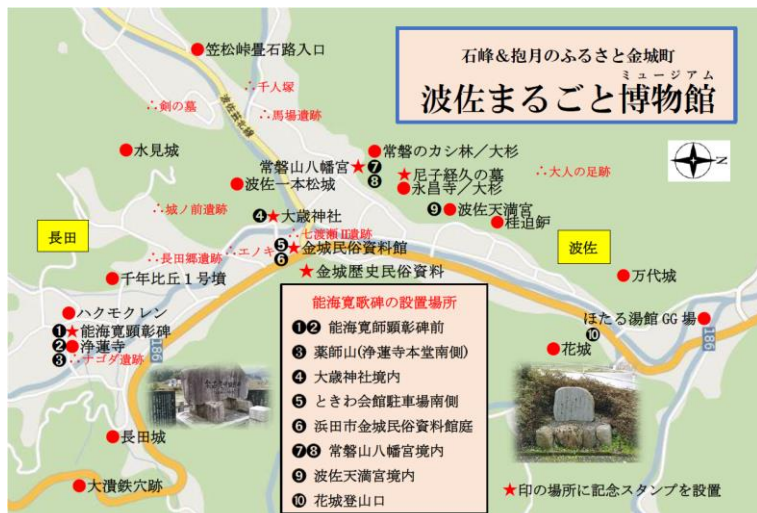 石峰&抱月のふるさと金城町
ミュージアム
波佐まるごと博物館
N
笠松峠畳石路入口
∴千人塚
∴剣の墓
∴馬場遺跡
波佐芸北線
水見城
常磐のカシ林/大杉
常磐山八幡宮★❼
❽
★尼子経久の墓
∴大人の足跡
波佐一本松城
永昌寺/大杉
∴城ノ前遺跡
❹★大歳神社
❾波佐天満宮
桂迫鈩
長田
∴七渡瀬Ⅱ遺跡
∴エノキ
❺★金城民俗資料館
❻
波佐
∴長田郷遺跡
★金城歴史民俗資料
千年比丘1号墳
万代城
能海寛歌碑の設置場所
❶❷ 能海寛師顕彰碑前
❸ 薬師山(浄蓮寺本堂南側)
❹ 大歳神社境内
❺ ときわ会館駐車場南側
❻ 浜田市金城民俗資料館庭
❼❽ 常磐山八幡宮境内
❾ 波佐天満宮境内
❿ 花城登山口
ハクモクレン
❶★能海寛顕彰碑
❷浄蓮寺
❸∴ナゴダ遺跡
186
ほたる湯館GG場
❿
186
花城
長田城
大潰鉄穴跡
★印の場所に記念スタンプを設置